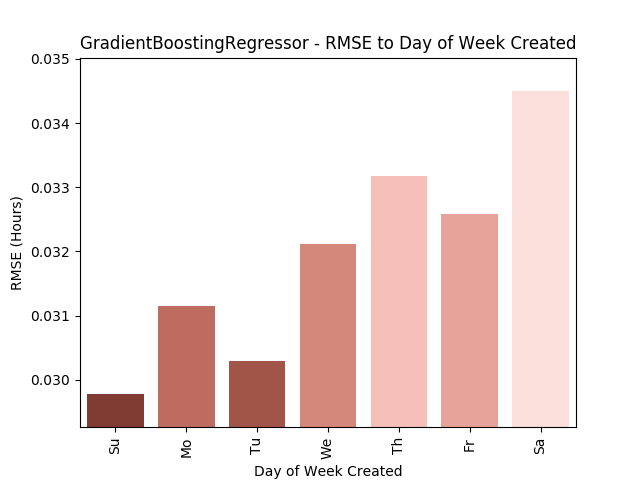 GradientBoostingRegressor - RMSE to Day of Week Created
0.035
0.034
0.033
0.032
0.031
0.030
RMSE (Hours)
Su
Mo
Tu
We
Th
Fr
Sa
Day of Week Created